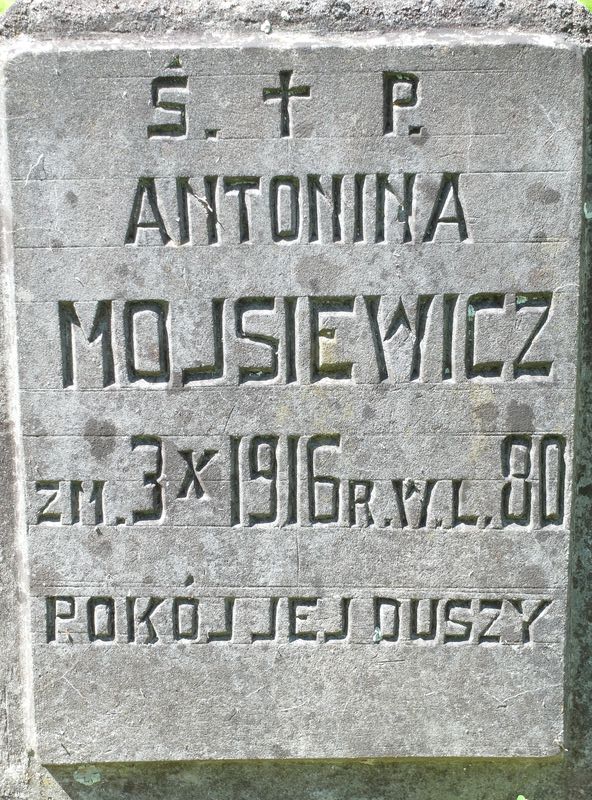 Ś. † P.
ANTONINA
MOJSIEWICZ
ZM. 3 X 1916 R. W. L. 80
POKÓJ JEJ DUSZY